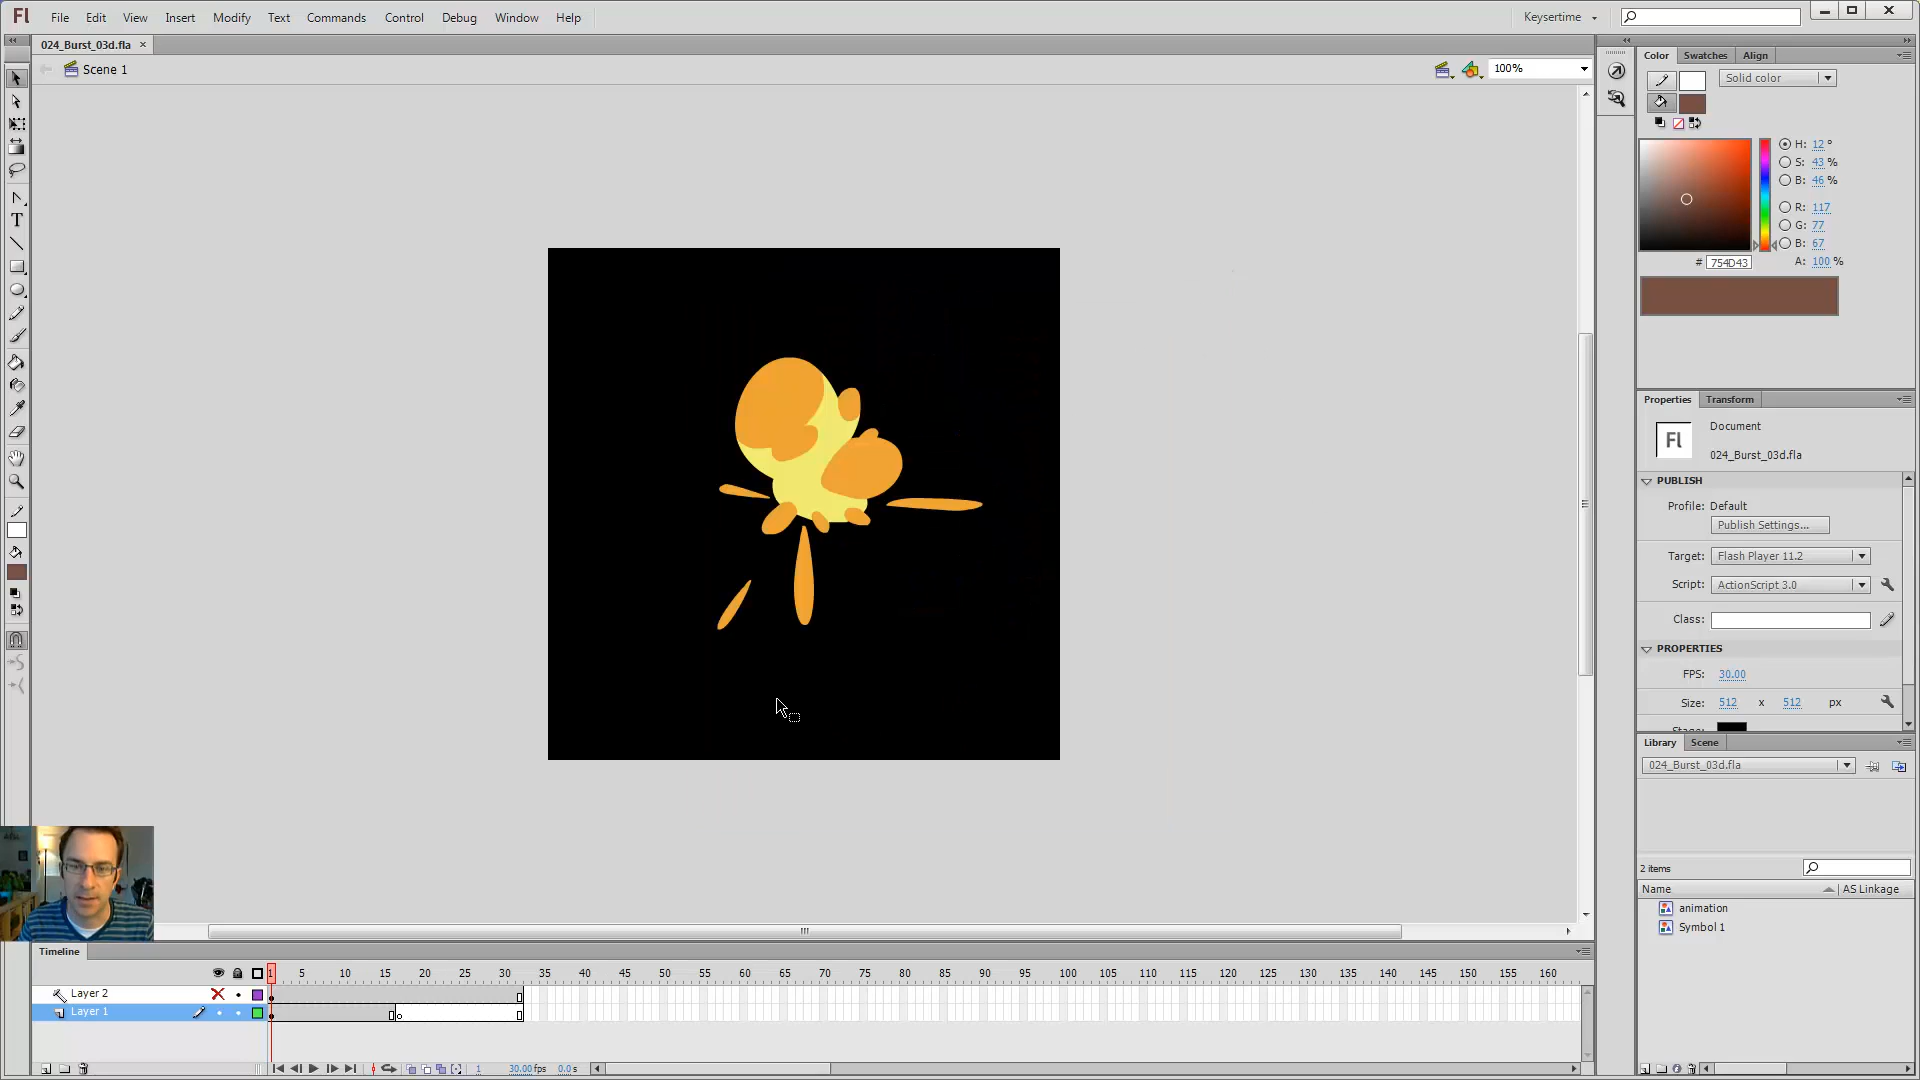 Fl File Edit View Insert Modify Text Commands Control Debug Window Help Keysertime
024_Burst_03d.fla
Scene 1 100%
Color Swatches Align
Solid color
H: 12 °
S: 43 %
B: 46 %
R: 117
G: 77
B: 67
# 754D43 A: 100 %
Properties Transform
Fl Document
024_Burst_03d.fla
PUBLISH
Profile: Default
Publish Settings...
Target: Flash Player 11.2
Script: ActionScript 3.0
Class:
PROPERTIES
FPS: 30.00
Size: 512 x 512 px
Library Scene
024_Burst_03d.fla
2 items
Name AS Linkage
animation
Symbol 1
T
Timeline
1 5 10 15 20 25 30 35 40 45 50 55 60 65 70 75 80 85 90 95 100 105 110 115 120 125 130 135 140 145 150 155 160
Layer 2
Layer 1
1 30.00fps 0.0s